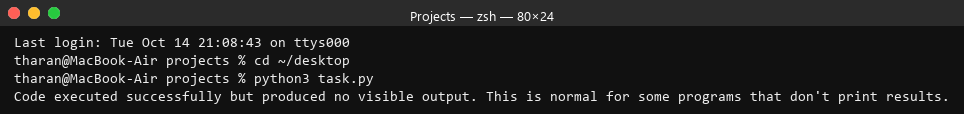 Projects — zsh — 80×24
Last login: Tue Oct 14 21:08:43 on ttys000
tharan@MacBook-Air projects % cd ~/desktop
tharan@MacBook-Air projects % python3 task.py
Code executed successfully but produced no visible output. This is normal for some programs that don't print results.